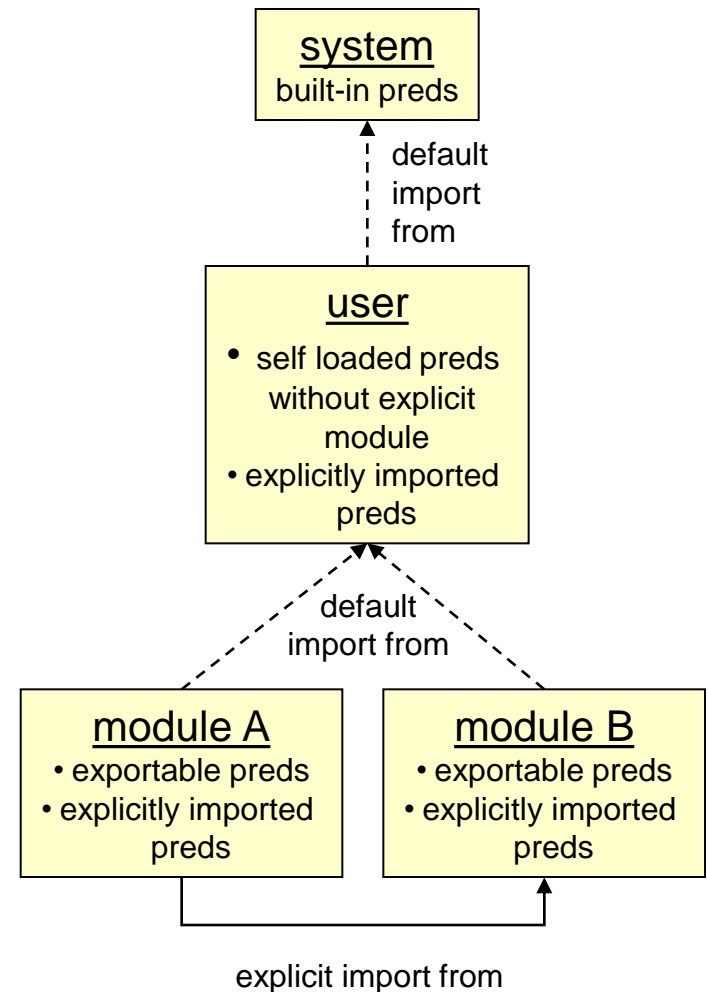 system
built-in preds
default
import
from
user
• self loaded preds
without explicit
module
• explicitly imported
preds
default
import from
module A
• exportable preds
• explicitly imported
preds
module B
• exportable preds
• explicitly imported
preds
explicit import from